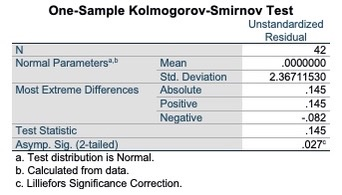 One-Sample Kolmogorov-Smirnov Test
Unstandardized
Residual
N 42
Normal Parametersᵃ,ᵇ Mean .0000000
Std. Deviation 2.36711530
Most Extreme Differences Absolute .145
Positive .145
Negative -.082
Test Statistic .145
Asymp. Sig. (2-tailed) .027ᶜ
a. Test distribution is Normal.
b. Calculated from data.
c. Lilliefors Significance Correction.